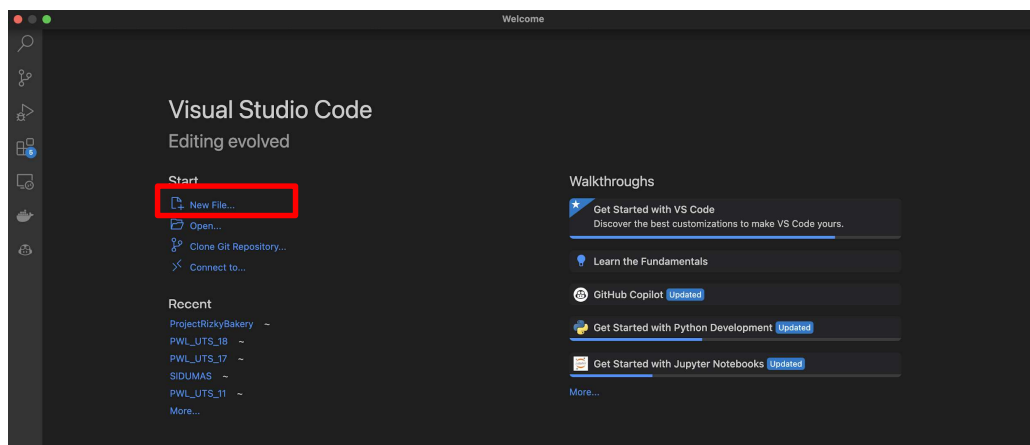 Welcome
5
Visual Studio Code
Editing evolved
Start
New File...
Open...
Clone Git Repository...
Connect to...
Recent
ProjectRizkyBakery ~
PWL_UTS_18 ~
PWL_UTS_17 ~
SIDUMAS ~
PWL_UTS_11 ~
More...
Walkthroughs
Get Started with VS Code
Discover the best customizations to make VS Code yours.
Learn the Fundamentals
GitHub Copilot Updated
Get Started with Python Development Updated
Get Started with Jupyter Notebooks Updated
More...